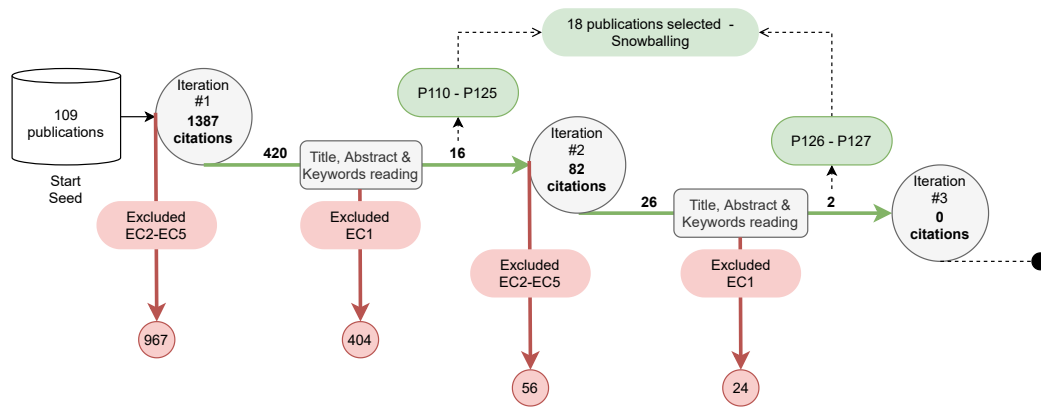 18 publications selected -
Snowballing
109
publications
Start
Seed
Iteration
#1
1387
citations
Excluded
EC2-EC5
967
420
Title, Abstract &
Keywords reading
Excluded
EC1
404
16
P110 - P125
Iteration
#2
82
citations
Excluded
EC2-EC5
56
26
Title, Abstract &
Keywords reading
Excluded
EC1
24
2
P126 - P127
Iteration
#3
0
citations